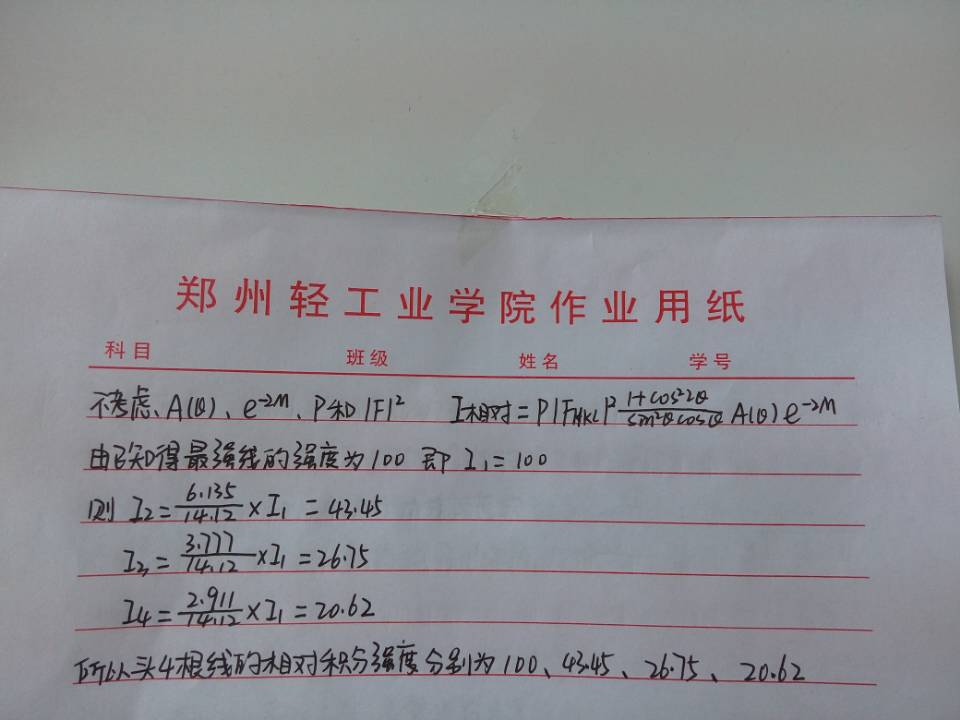 郑州轻工业学院作业用纸
科目 班级 姓名 学号
不考虑、A(θ)、e^-2M、P和|F|² I相对=P|F_HKL|² (1+cos²2θ)/(sin²θcosθ) A(θ)e^-2M
由已知得最强线的强度为100 即 I₁=100
则 I₂=6.135/14.12×I₁=43.45
I₃=3.777/14.12×I₁=26.75
I₄=2.911/14.12×I₁=20.62
所以头4根线的相对积分强度分别为100、43.45、26.75、20.62